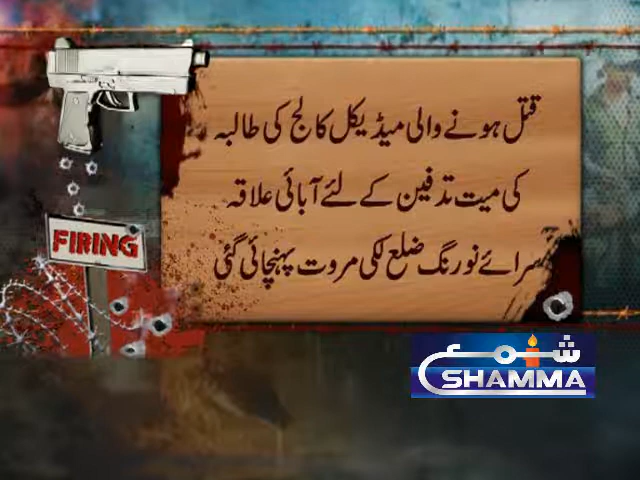 قتل ہونے والی میڈیکل کالج کی طالبہ
کی میت تدفین کے لئے آبائی علاقہ
سرائے نورنگ ضلع لکی مروت پہنچائی گئی
FIRING
شمع
SHAMMA